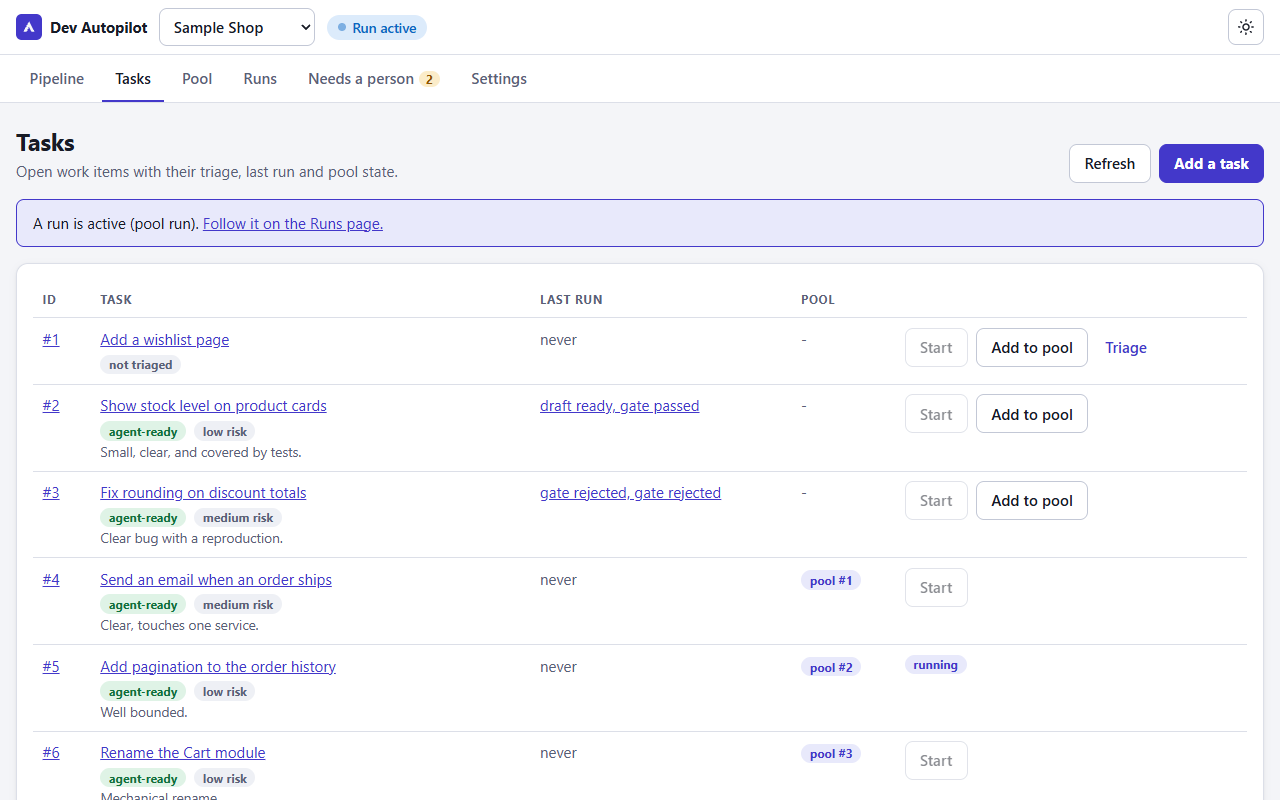 Dev Autopilot Sample Shop Run active
Pipeline Tasks Pool Runs Needs a person 2 Settings
Tasks
Open work items with their triage, last run and pool state.
Refresh Add a task
A run is active (pool run). Follow it on the Runs page.
ID TASK LAST RUN POOL
#1 Add a wishlist page never - Start Add to pool Triage
not triaged
#2 Show stock level on product cards draft ready, gate passed - Start Add to pool
agent-ready low risk
Small, clear, and covered by tests.
#3 Fix rounding on discount totals gate rejected, gate rejected - Start Add to pool
agent-ready medium risk
Clear bug with a reproduction.
#4 Send an email when an order ships never pool #1 Start
agent-ready medium risk
Clear, touches one service.
#5 Add pagination to the order history never pool #2 running
agent-ready low risk
Well bounded.
#6 Rename the Cart module never pool #3 Start
agent-ready low risk
Mechanical rename.